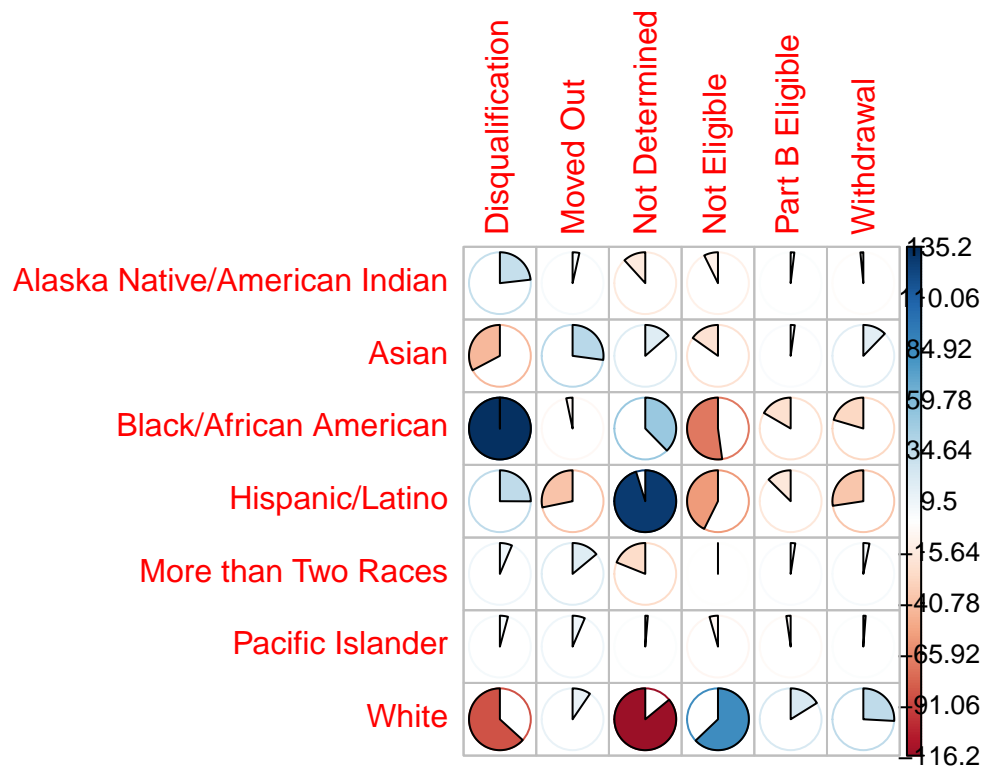 Disqualification
Moved Out
Not Determined
Not Eligible
Part B Eligible
Withdrawal
Alaska Native/American Indian
Asian
Black/African American
Hispanic/Latino
More than Two Races
Pacific Islander
White
135.2
110.06
84.92
59.78
34.64
9.5
-15.64
-40.78
-65.92
-91.06
-116.2